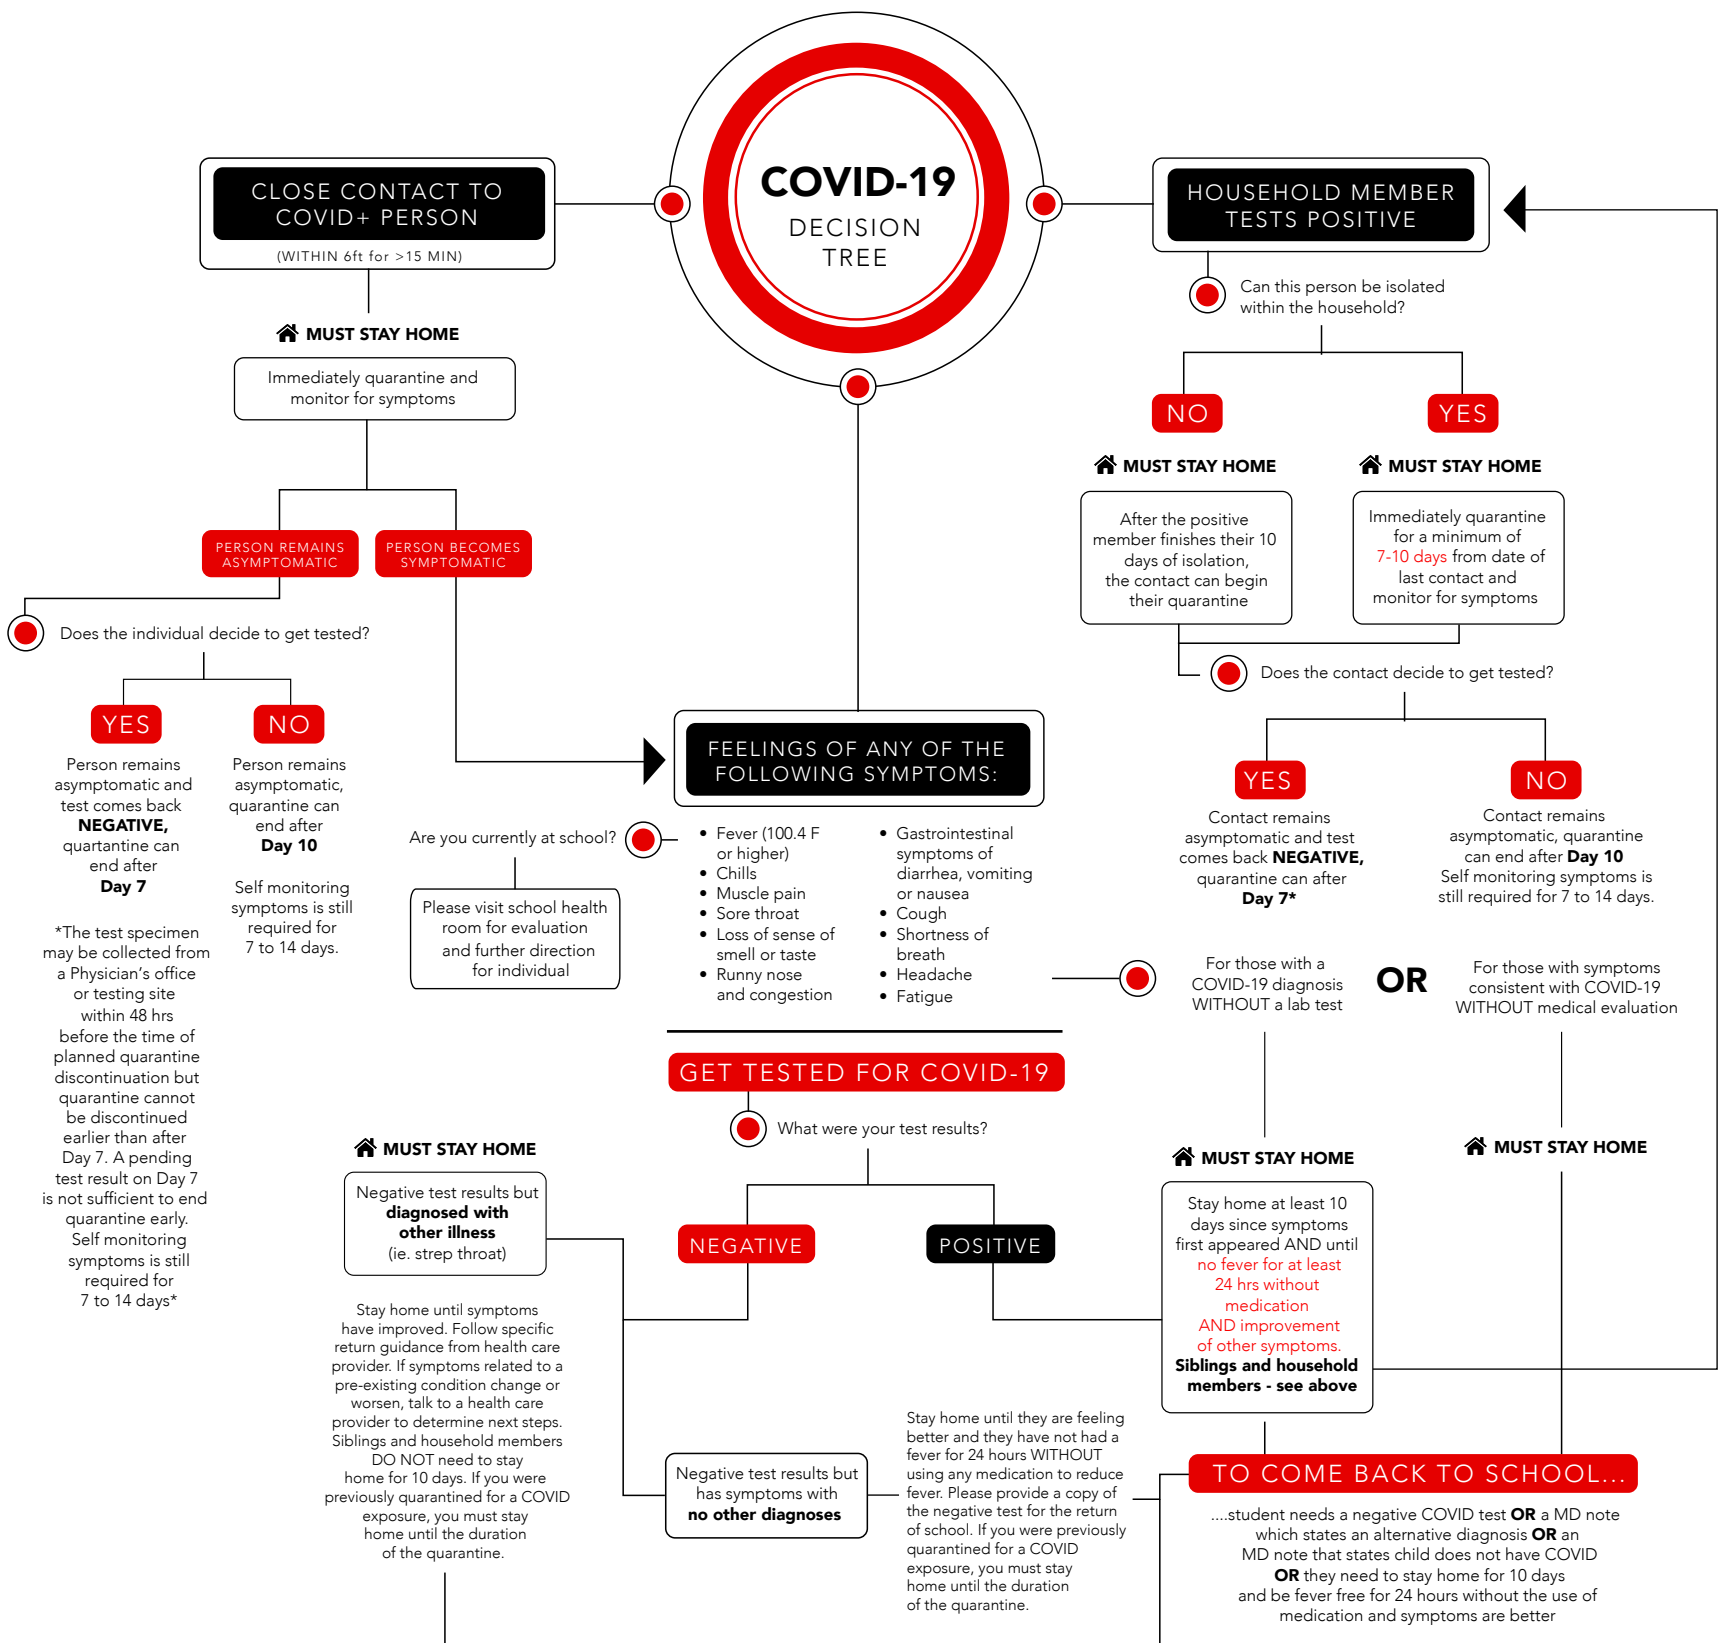 COVID-19
DECISION
TREE
CLOSE CONTACT TO
COVID+ PERSON
(WITHIN 6ft for >15 MIN)
MUST STAY HOME
Immediately quarantine and
monitor for symptoms
PERSON REMAINS
ASYMPTOMATIC
PERSON BECOMES
SYMPTOMATIC
Does the individual decide to get tested?
YES
Person remains
asymptomatic and
test comes back
NEGATIVE,
quartantine can
end after
Day 7
*The test specimen
may be collected from
a Physician's office
or testing site
within 48 hrs
before the time of
planned quarantine
discontinuation but
quarantine cannot
be discontinued
earlier than after
Day 7. A pending
test result on Day 7
is not sufficient to end
quarantine early.
Self monitoring
symptoms is still
required for
7 to 14 days*
NO
Person remains
asymptomatic,
quarantine can
end after
Day 10
Self monitoring
symptoms is still
required for
7 to 14 days.
HOUSEHOLD MEMBER
TESTS POSITIVE
Can this person be isolated
within the household?
NO
MUST STAY HOME
After the positive
member finishes their 10
days of isolation,
the contact can begin
their quarantine
YES
MUST STAY HOME
Immediately quarantine
for a minimum of
7-10 days from date of
last contact and
monitor for symptoms
Does the contact decide to get tested?
YES
Contact remains
asymptomatic and test
comes back NEGATIVE,
quarantine can after
Day 7*
NO
Contact remains
asymptomatic, quarantine
can end after Day 10
Self monitoring symptoms is
still required for 7 to 14 days.
FEELINGS OF ANY OF THE
FOLLOWING SYMPTOMS:
Are you currently at school?
Please visit school health
room for evaluation
and further direction
for individual
• Fever (100.4 F
or higher)
• Chills
• Muscle pain
• Sore throat
• Loss of sense of
smell or taste
• Runny nose
and congestion
• Gastrointestinal
symptoms of
diarrhea, vomiting
or nausea
• Cough
• Shortness of
breath
• Headache
• Fatigue
For those with a
COVID-19 diagnosis
WITHOUT a lab test
OR
For those with symptoms
consistent with COVID-19
WITHOUT medical evaluation
GET TESTED FOR COVID-19
What were your test results?
NEGATIVE
POSITIVE
MUST STAY HOME
Negative test results but
diagnosed with
other illness
(ie. strep throat)
Stay home until symptoms
have improved. Follow specific
return guidance from health care
provider. If symptoms related to a
pre-existing condition change or
worsen, talk to a health care
provider to determine next steps.
Siblings and household members
DO NOT need to stay
home for 10 days. If you were
previously quarantined for a COVID
exposure, you must stay
home until the duration
of the quarantine.
Negative test results but
has symptoms with
no other diagnoses
Stay home until they are feeling
better and they have not had a
fever for 24 hours WITHOUT
using any medication to reduce
fever. Please provide a copy of
the negative test for the return
of school. If you were previously
quarantined for a COVID
exposure, you must stay
home until the duration
of the quarantine.
MUST STAY HOME
Stay home at least 10
days since symptoms
first appeared AND until
no fever for at least
24 hrs without
medication
AND improvement
of other symptoms.
Siblings and household
members - see above
MUST STAY HOME
TO COME BACK TO SCHOOL...
....student needs a negative COVID test OR a MD note
which states an alternative diagnosis OR an
MD note that states child does not have COVID
OR they need to stay home for 10 days
and be fever free for 24 hours without the use of
medication and symptoms are better